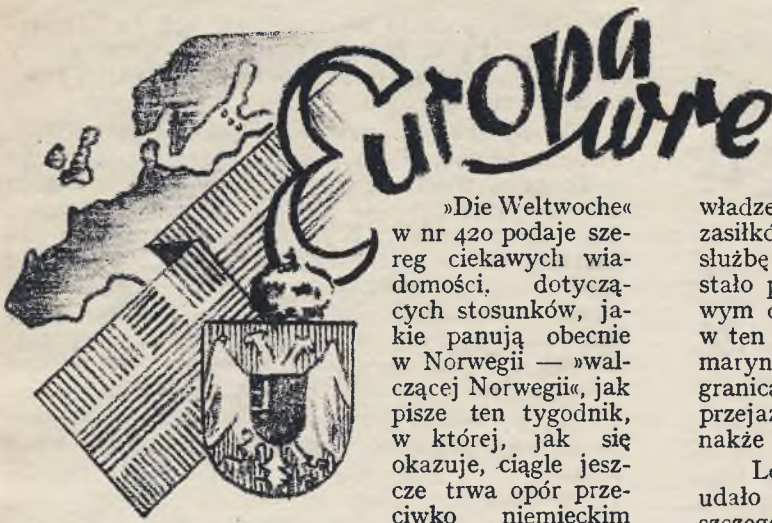 Europa
wre
»Die Weltwoche«
w nr 420 podaje sze-
reg ciekawych wia-
domości, dotyczą-
cych stosunków, ja-
kie panują obecnie
w Norwegii — »wal-
czącej Norwegii«, jak
pisze ten tygodnik,
w której, jak się
okazuje, ciągle jesz-
cze trwa opór prze-
ciwko niemieckim
władze
zasiłkó
służbę
stało p
wym o
w ten
maryn
granica
przejaz
nakże
Le
udało
szczegó